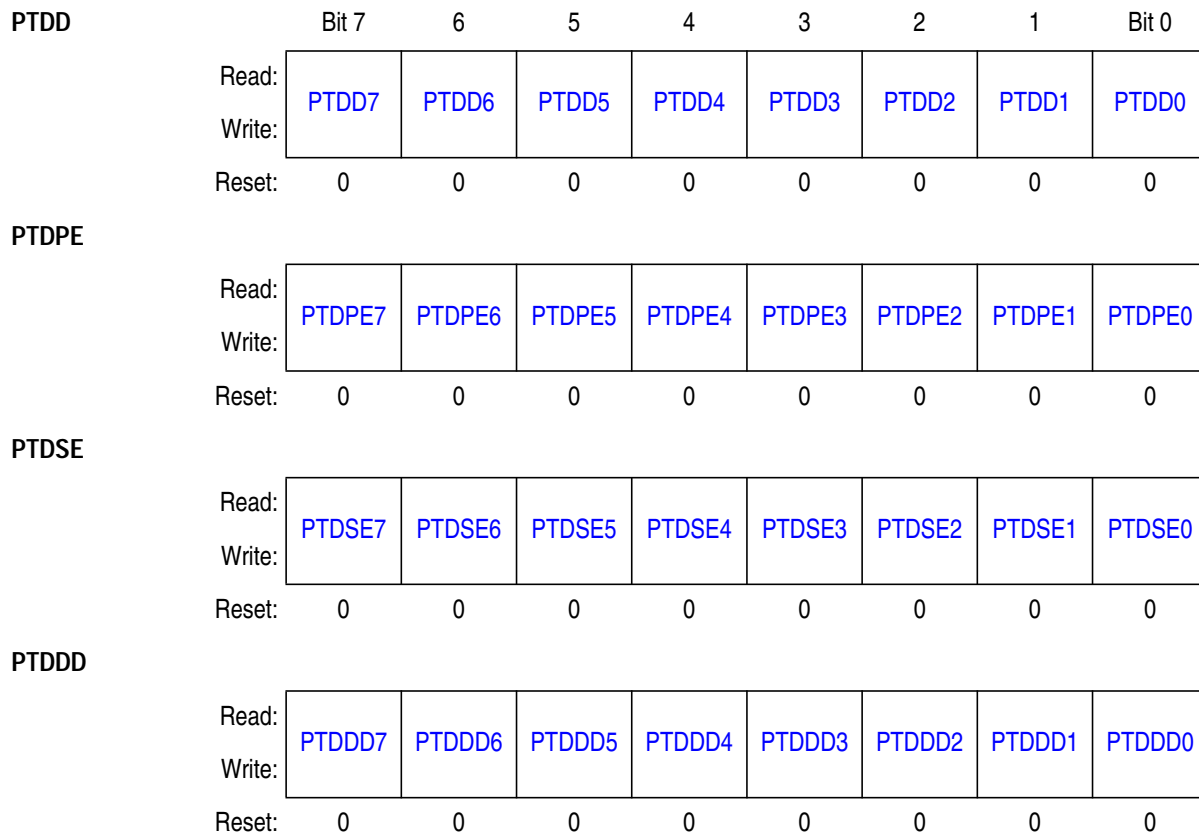 PTDD Bit 7 6 5 4 3 2 1 Bit 0
Read:
PTDD7 PTDD6 PTDD5 PTDD4 PTDD3 PTDD2 PTDD1 PTDD0
Write:
Reset: 0 0 0 0 0 0 0 0
PTDPE
Read:
PTDPE7 PTDPE6 PTDPE5 PTDPE4 PTDPE3 PTDPE2 PTDPE1 PTDPE0
Write:
Reset: 0 0 0 0 0 0 0 0
PTDSE
Read:
PTDSE7 PTDSE6 PTDSE5 PTDSE4 PTDSE3 PTDSE2 PTDSE1 PTDSE0
Write:
Reset: 0 0 0 0 0 0 0 0
PTDDD
Read:
PTDDD7 PTDDD6 PTDDD5 PTDDD4 PTDDD3 PTDDD2 PTDDD1 PTDDD0
Write:
Reset: 0 0 0 0 0 0 0 0